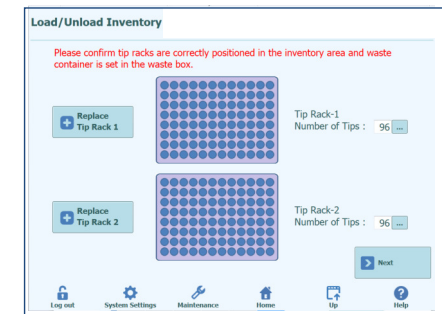 Load/Unload Inventory
Please confirm tip racks are correctly positioned in the inventory area and waste
container is set in the waste box.
Replace
Tip Rack 1
Tip Rack-1
Number of Tips : 96 ...
Replace
Tip Rack 2
Tip Rack-2
Number of Tips : 96 ...
Next
Log out System Settings Maintenance Home Up Help